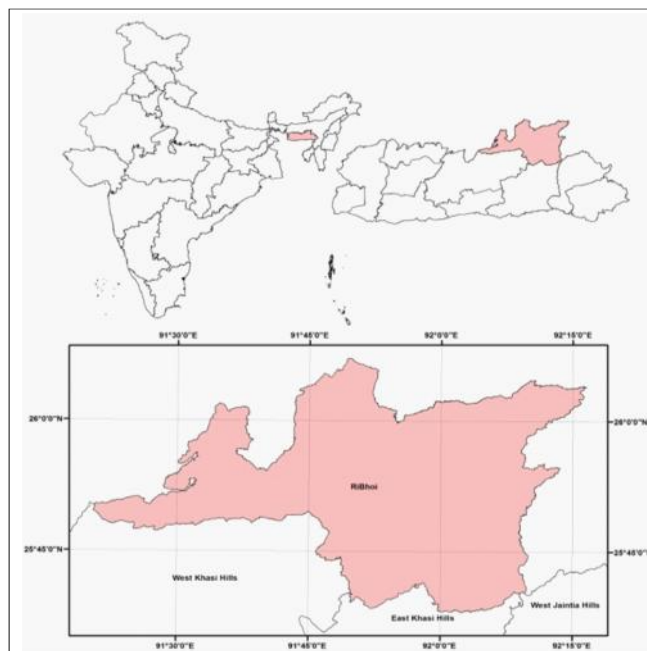 91°30'0"E 91°45'0"E 92°0'0"E 92°15'0"E
26°0'0"N 26°0'0"N
RiBhoi
25°45'0"N 25°45'0"N
West Khasi Hills
West Jaintia Hills
East Khasi Hills
91°30'0"E 91°45'0"E 92°0'0"E 92°15'0"E